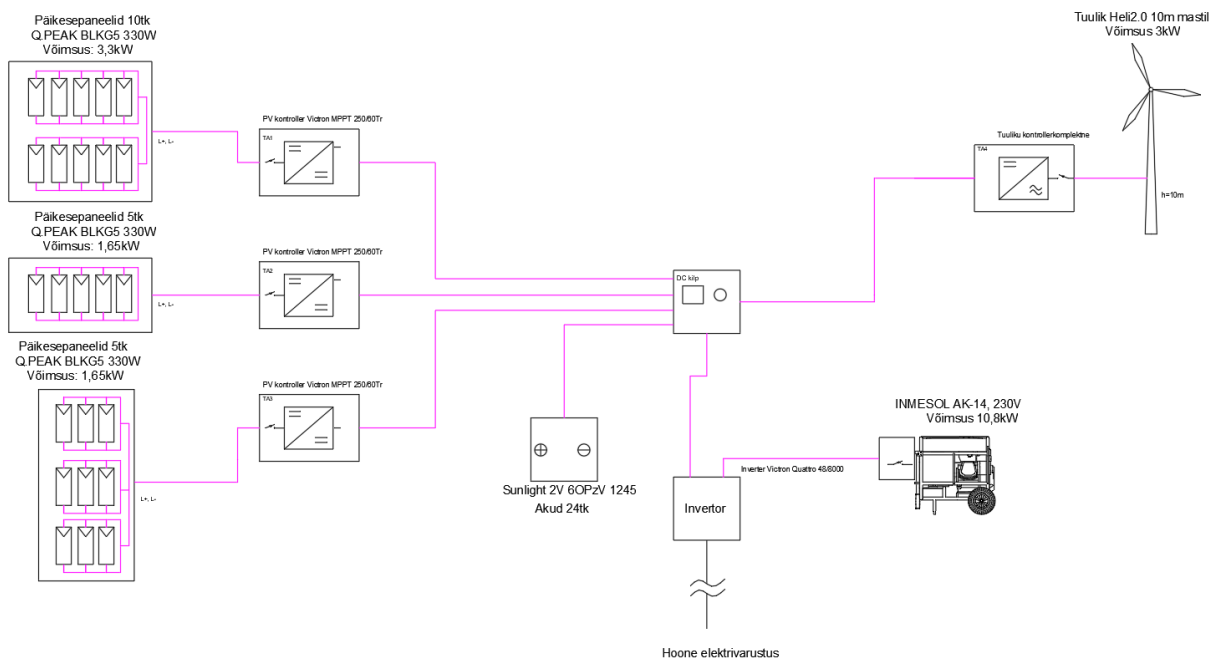 Päikesepaneelid 10tk
Q.PEAK BLKG5 330W
Võimsus: 3,3kW
L+, L-
PV kontroller Victron MPPT 250/60Tr
TA1
Päikesepaneelid 5tk
Q.PEAK BLKG5 330W
Võimsus: 1,65kW
L+, L-
PV kontroller Victron MPPT 250/60Tr
TA2
Päikesepaneelid 5tk
Q.PEAK BLKG5 330W
Võimsus: 1,65kW
L+, L-
PV kontroller Victron MPPT 250/60Tr
TA3
DC kilp
Sunlight 2V 6OPzV 1245
Akud 24tk
Tuulik Heli2.0 10m mastil
Võimsus 3kW
Tuuliku kontrollerkomplektne
TA4
h=10m
INMESOL AK-14, 230V
Võimsus 10,8kW
Inverter Victron Quattro 48/8000
Invertor
Hoone elektrivarustus